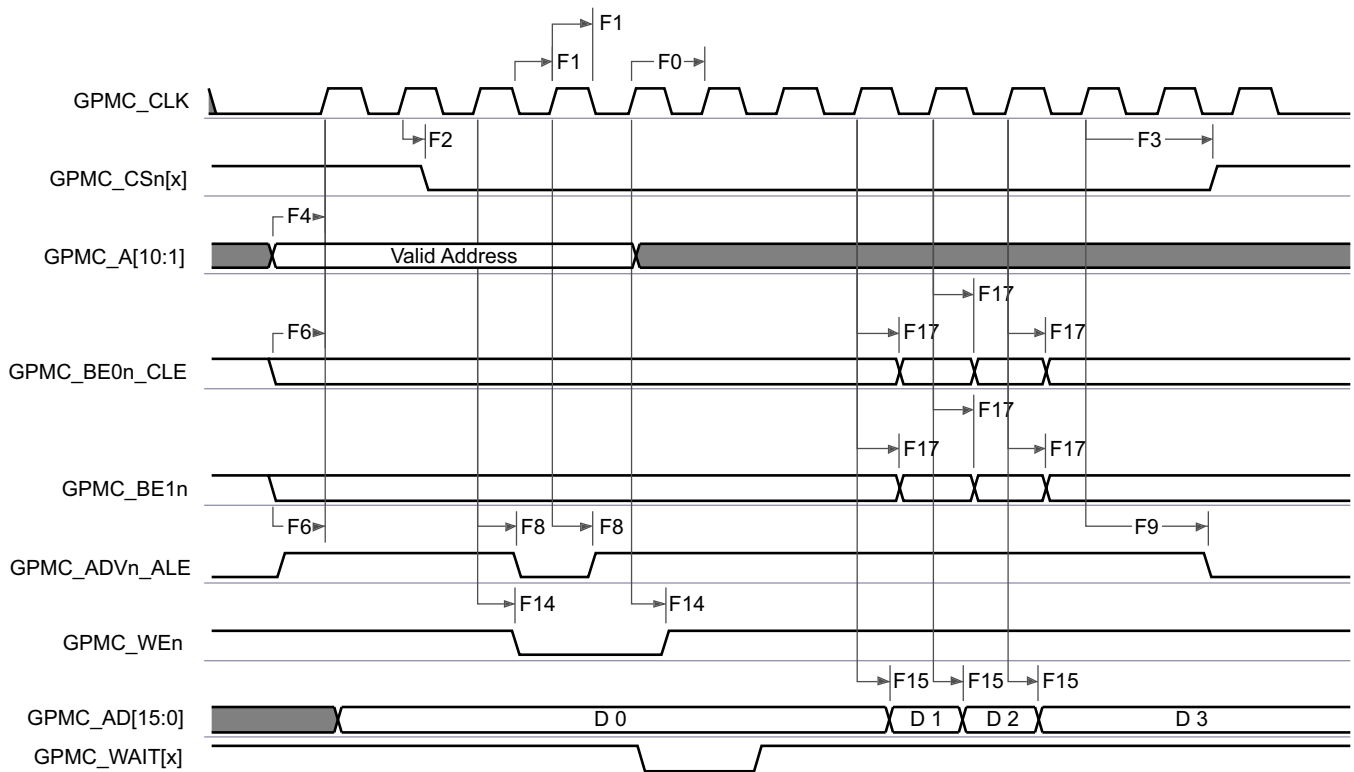 F1
F1
F0
GPMC_CLK
F2
F3
GPMC_CSn[x]
F4
GPMC_A[10:1]
Valid Address
F17
F6
F17
F17
GPMC_BE0n_CLE
F17
F17
F17
GPMC_BE1n
F6
F8
F8
F9
GPMC_ADVn_ALE
F14
F14
GPMC_WEn
F15
F15
F15
GPMC_AD[15:0]
D 0
D 1
D 2
D 3
GPMC_WAIT[x]